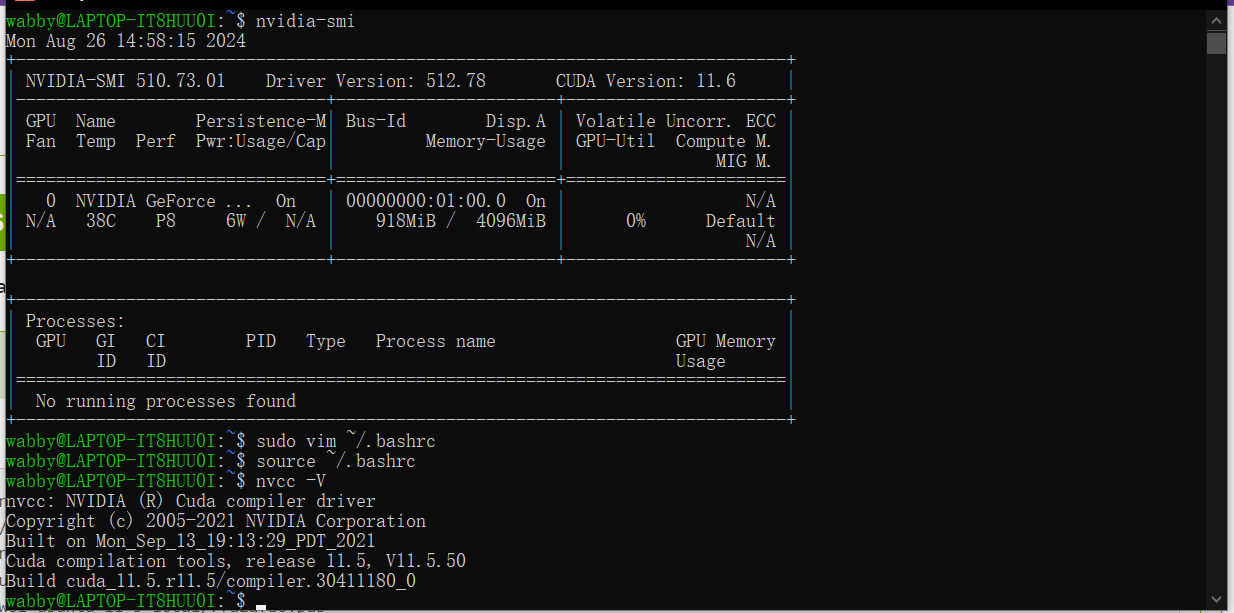 wabby@LAPTOP-IT8HUU0I:~$ nvidia-smi
Mon Aug 26 14:58:15 2024
NVIDIA-SMI 510.73.01 Driver Version: 512.78 CUDA Version: 11.6
GPU Name Persistence-M| Bus-Id Disp.A | Volatile Uncorr. ECC
Fan Temp Perf Pwr:Usage/Cap| Memory-Usage | GPU-Util Compute M.
MIG M.
0 NVIDIA GeForce ... On | 00000000:01:00.0 On | N/A
N/A 38C P8 6W / N/A | 918MiB / 4096MiB | 0% Default
N/A
Processes:
GPU GI CI PID Type Process name GPU Memory
ID ID Usage
No running processes found
wabby@LAPTOP-IT8HUU0I:~$ sudo vim ~/.bashrc
wabby@LAPTOP-IT8HUU0I:~$ source ~/.bashrc
wabby@LAPTOP-IT8HUU0I:~$ nvcc -V
nvcc: NVIDIA (R) Cuda compiler driver
Copyright (c) 2005-2021 NVIDIA Corporation
Built on Mon_Sep_13_19:13:29_PDT_2021
Cuda compilation tools, release 11.5, V11.5.50
Build cuda_11.5.r11.5/compiler.30411180_0
wabby@LAPTOP-IT8HUU0I:~$